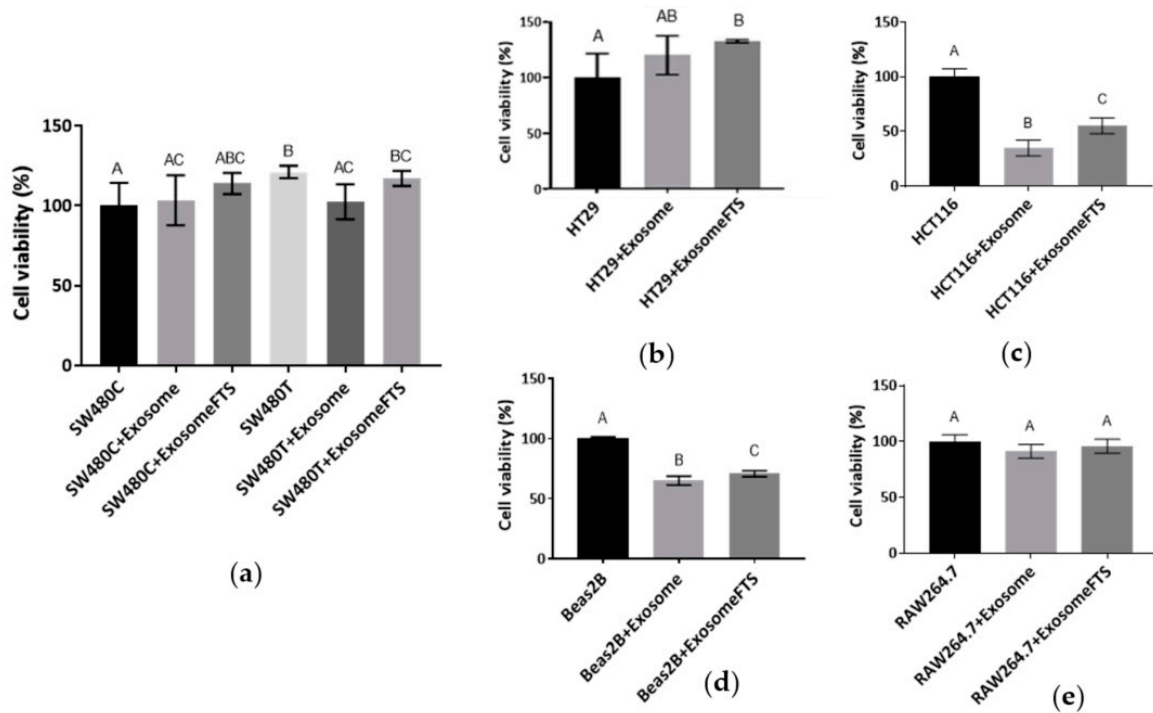 Cell viability (%)
150
100
50
0
A
AC
ABC
B
AC
BC
SW480C
SW480C+Exosome
SW480C+ExosomeFTS
SW480T
SW480T+Exosome
SW480T+ExosomeFTS
(a)
Cell viability (%)
150
100
50
0
A
AB
B
HT29
HT29+Exosome
HT29+ExosomeFTS
(b)
Cell viability (%)
150
100
50
0
A
B
C
HCT116
HCT116+Exosome
HCT116+ExosomeFTS
(c)
Cell viability (%)
150
100
50
0
A
B
C
Beas2B
Beas2B+Exosome
Beas2B+ExosomeFTS
(d)
Cell viability (%)
150
100
50
0
A
A
A
RAW264.7
RAW264.7+Exosome
RAW264.7+ExosomeFTS
(e)